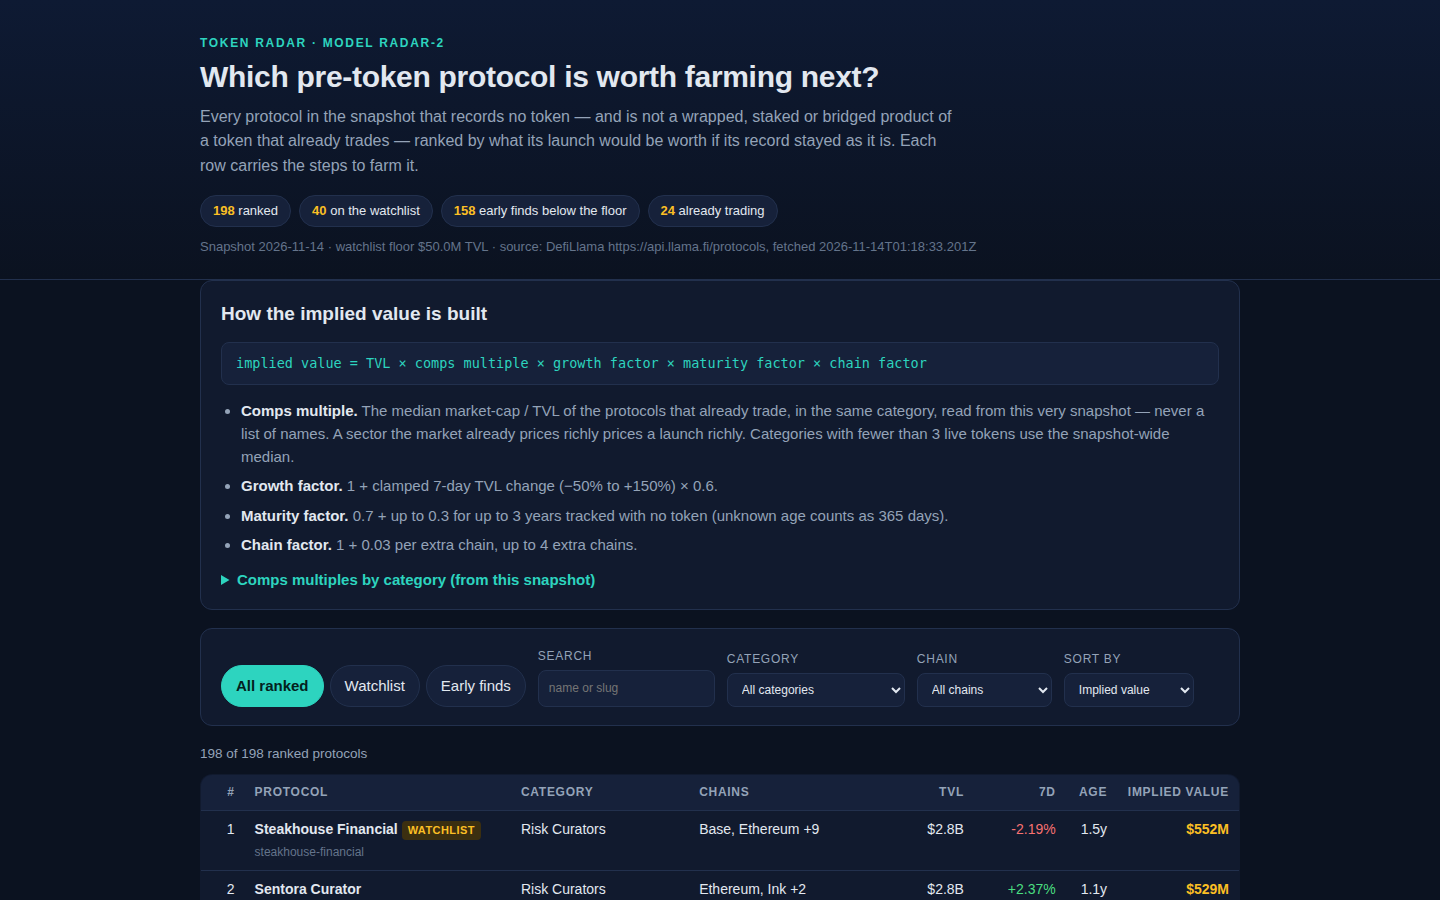 TOKEN RADAR · MODEL RADAR-2
Which pre-token protocol is worth farming next?
Every protocol in the snapshot that records no token — and is not a wrapped, staked or bridged product of
a token that already trades — ranked by what its launch would be worth if its record stayed as it is. Each
row carries the steps to farm it.
198 ranked 40 on the watchlist 158 early finds below the floor 24 already trading
Snapshot 2026-11-14 · watchlist floor $50.0M TVL · source: DefiLlama https://api.llama.fi/protocols, fetched 2026-11-14T01:18:33.201Z
How the implied value is built
implied value = TVL × comps multiple × growth factor × maturity factor × chain factor
Comps multiple. The median market-cap / TVL of the protocols that already trade, in the same category, read from this very snapshot — never a
list of names. A sector the market already prices richly prices a launch richly. Categories with fewer than 3 live tokens use the snapshot-wide
median.
Growth factor. 1 + clamped 7-day TVL change (−50% to +150%) × 0.6.
Maturity factor. 0.7 + up to 0.3 for up to 3 years tracked with no token (unknown age counts as 365 days).
Chain factor. 1 + 0.03 per extra chain, up to 4 extra chains.
Comps multiples by category (from this snapshot)
SEARCH CATEGORY CHAIN SORT BY
All ranked Watchlist Early finds name or slug All categories All chains Implied value
198 of 198 ranked protocols
# PROTOCOL CATEGORY CHAINS TVL 7D AGE IMPLIED VALUE
1 Steakhouse Financial WATCHLIST Risk Curators Base, Ethereum +9 $2.8B -2.19% 1.5y $552M
steakhouse-financial
2 Sentora Curator Risk Curators Ethereum, Ink +2 $2.8B +2.37% 1.1y $529M